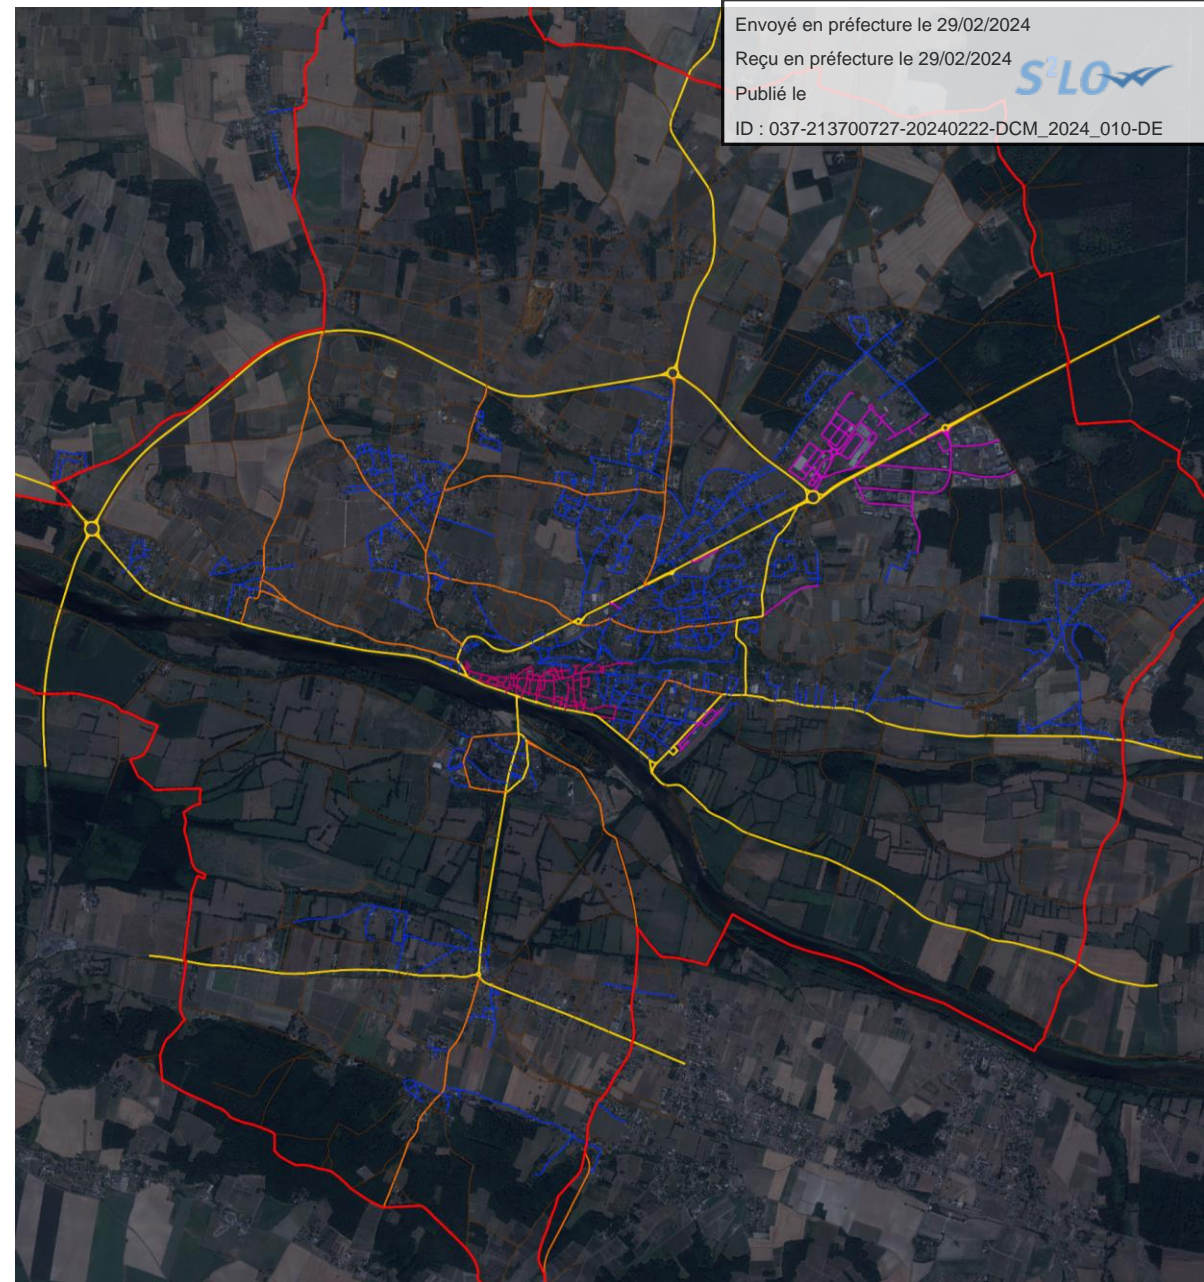 Envoyé en préfecture le 29/02/2024
Reçu en préfecture le 29/02/2024
S²LO
Publié le
ID : 037-213700727-20240222-DCM_2024_010-DE